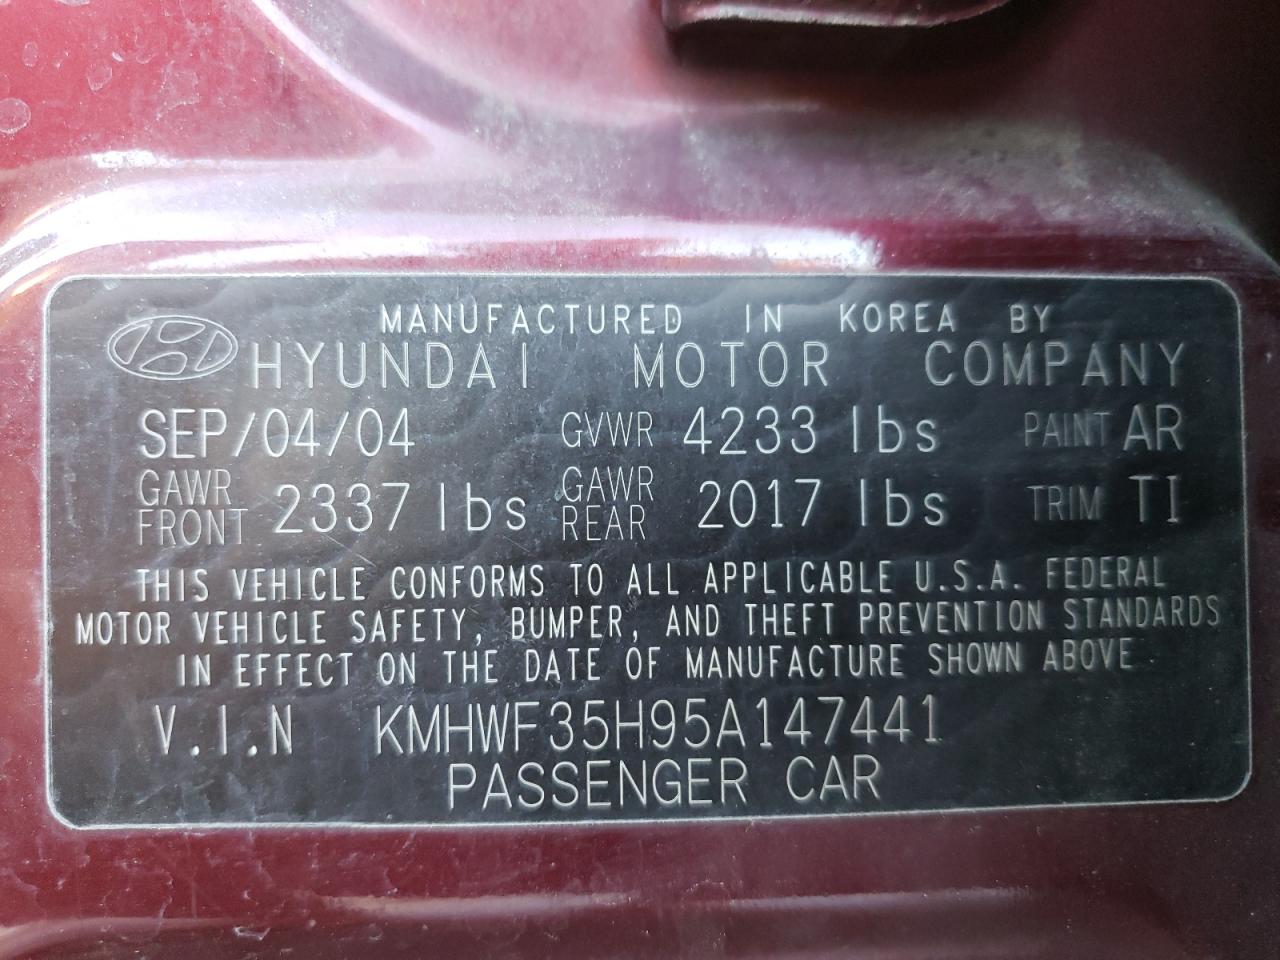 MANUFACTURED IN KOREA BY
HYUNDAI MOTOR COMPANY
SEP/04/04 GVWR 4233 lbs PAINT AR
GAWR FRONT 2337 lbs GAWR REAR 2017 lbs TRIM TI
THIS VEHICLE CONFORMS TO ALL APPLICABLE U.S.A. FEDERAL
MOTOR VEHICLE SAFETY, BUMPER, AND THEFT PREVENTION STANDARDS
IN EFFECT ON THE DATE OF MANUFACTURE SHOWN ABOVE
V.I.N KMHWF35H95A147441
PASSENGER CAR